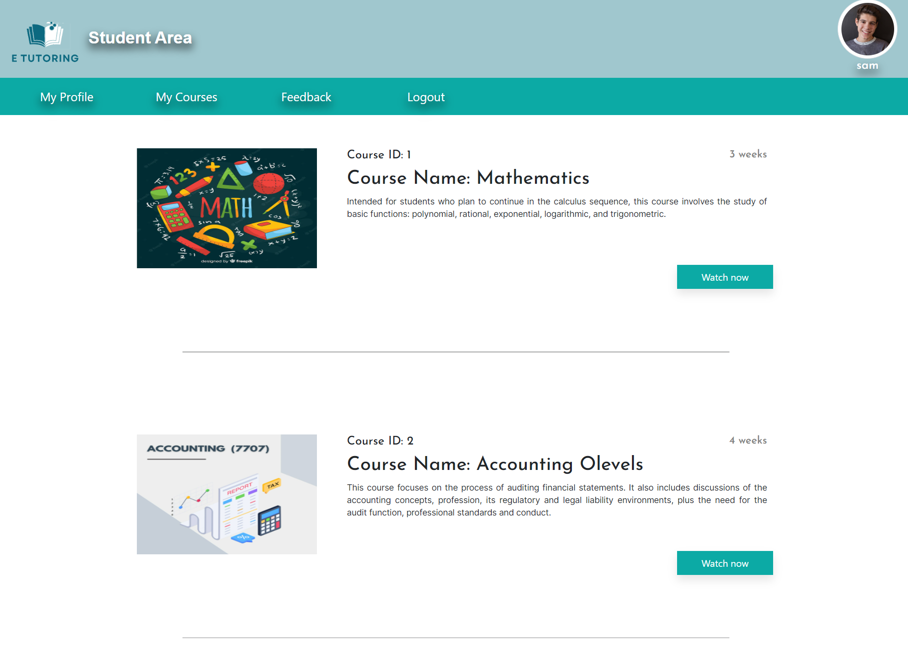 E TUTORING
Student Area
sam
My Profile
My Courses
Feedback
Logout
MATH
designed by freepik
Course ID: 1
3 weeks
Course Name: Mathematics
Intended for students who plan to continue in the calculus sequence, this course involves the study of
basic functions: polynomial, rational, exponential, logarithmic, and trigonometric.
Watch now
ACCOUNTING (7707)
REPORT
TAX
Course ID: 2
4 weeks
Course Name: Accounting Olevels
This course focuses on the process of auditing financial statements. It also includes discussions of the
accounting concepts, profession, its regulatory and legal liability environments, plus the need for the
audit function, professional standards and conduct.
Watch now